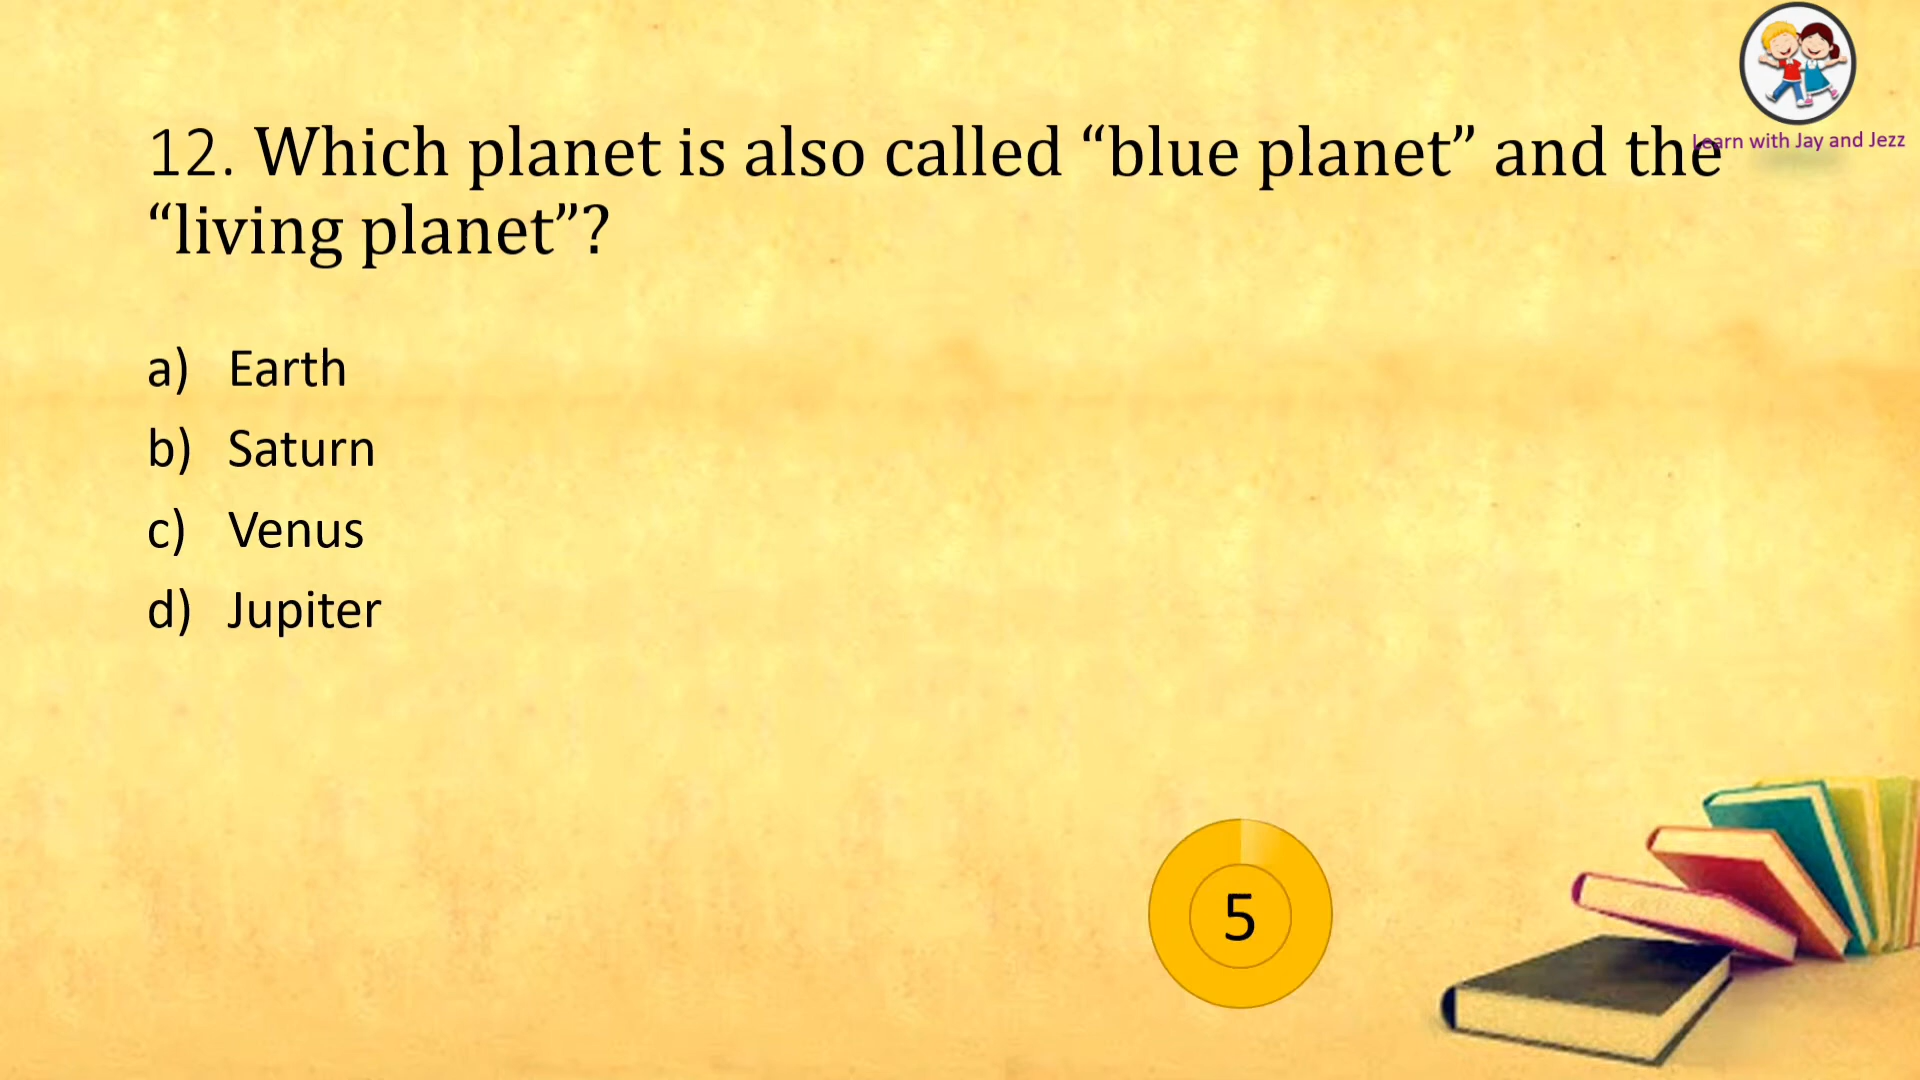 Learn with Jay and Jezz
12. Which planet is also called “blue planet” and the
“living planet”?
a) Earth
b) Saturn
c) Venus
d) Jupiter
5